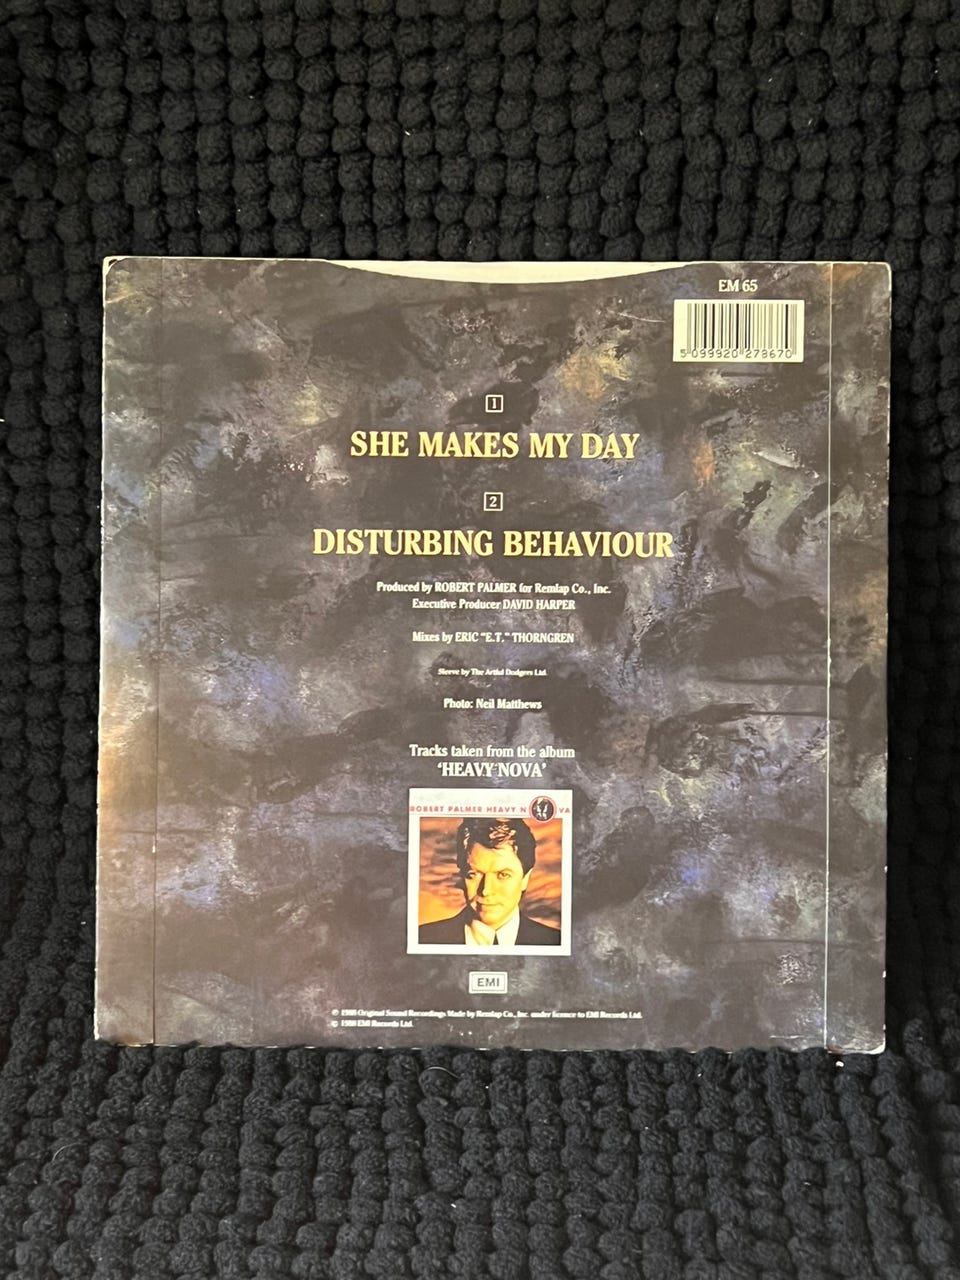 EM 65
5 099920 278670
1
SHE MAKES MY DAY
2
DISTURBING BEHAVIOUR
Produced by ROBERT PALMER for Remlap Co., Inc.
Executive Producer DAVID HARPER
Mixes by ERIC "E.T." THORNGREN
Sleeve by The Artful Dodgers Ltd.
Photo: Neil Matthews
Tracks taken from the album
'HEAVY NOVA'
ROBERT PALMER HEAVY N VA
EMI
℗ 1988 Original Sound Recordings Made by Remlap Co., Inc. under licence to EMI Records Ltd.
© 1988 EMI Records Ltd.